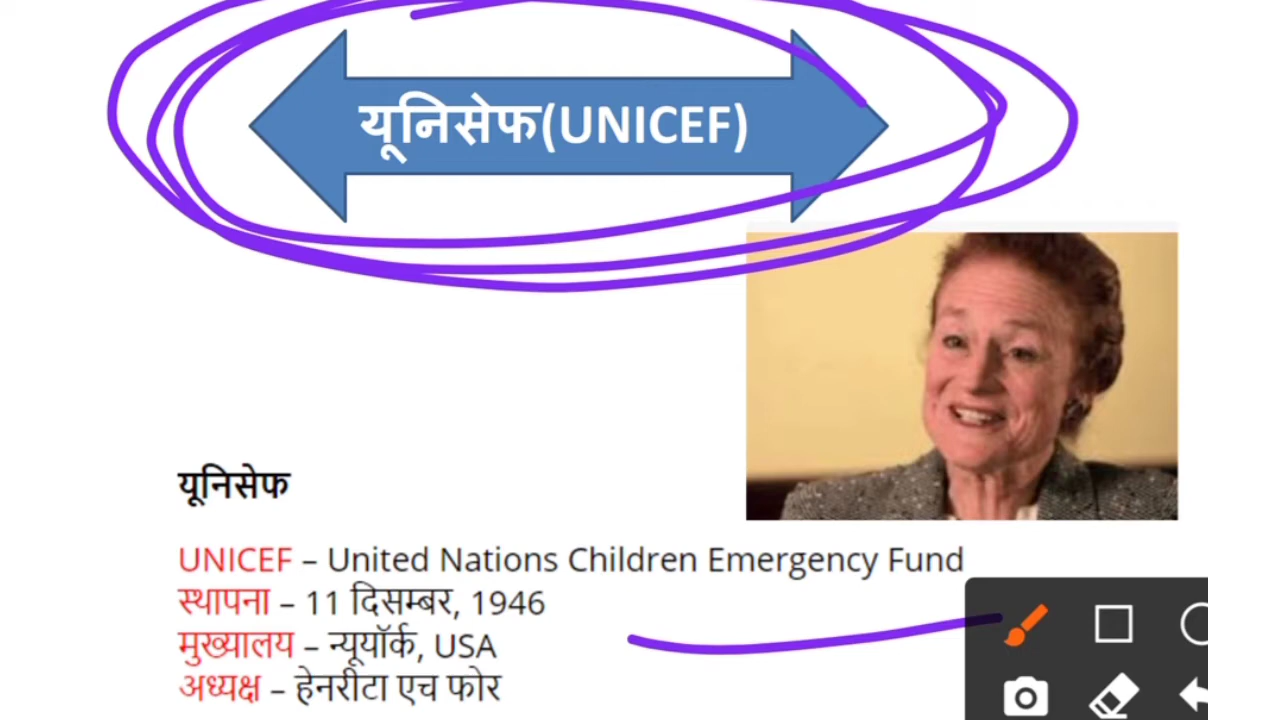 यूनिसेफ(UNICEF)
यूनिसेफ
UNICEF – United Nations Children Emergency Fund
स्थापना – 11 दिसम्बर, 1946
मुख्यालय – न्यूयॉर्क, USA
अध्यक्ष – हेनरीटा एच फोर